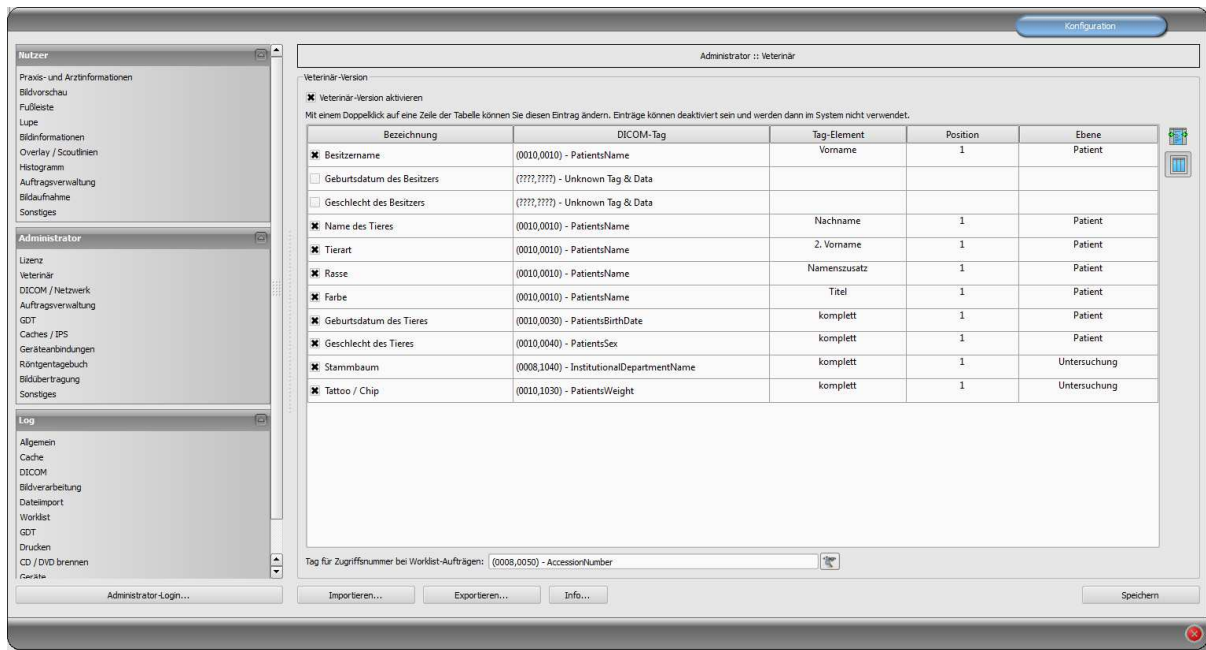 Konfiguration
Nutzer
Praxis- und Arztinformationen
Bildvorschau
Fußleiste
Lupe
Bildinformationen
Overlay / Scoutlinien
Histogramm
Auftragsverwaltung
Bildaufnahme
Sonstiges
Administrator
Lizenz
Veterinär
DICOM / Netzwerk
Auftragsverwaltung
GDT
Caches / IPS
Geräteanbindungen
Röntgentagebuch
Bildübertragung
Sonstiges
Log
Allgemein
Cache
DICOM
Bildverarbeitung
Dateiimport
Worklist
GDT
Drucken
CD / DVD brennen
Geräte
Administrator-Login...
Administrator :: Veterinär
Veterinär-Version
Veterinär-Version aktivieren
Mit einem Doppelklick auf eine Zeile der Tabelle können Sie diesen Eintrag ändern. Einträge können deaktiviert sein und werden dann im System nicht verwendet.
Bezeichnung DICOM-Tag Tag-Element Position Ebene
Besitzername (0010,0010) - PatientsName Vorname 1 Patient
Geburtsdatum des Besitzers (????,????) - Unknown Tag & Data
Geschlecht des Besitzers (????,????) - Unknown Tag & Data
Name des Tieres (0010,0010) - PatientsName Nachname 1 Patient
Tierart (0010,0010) - PatientsName 2. Vorname 1 Patient
Rasse (0010,0010) - PatientsName Namenszusatz 1 Patient
Farbe (0010,0010) - PatientsName Titel 1 Patient
Geburtsdatum des Tieres (0010,0030) - PatientsBirthDate komplett 1 Patient
Geschlecht des Tieres (0010,0040) - PatientsSex komplett 1 Patient
Stammbaum (0008,1040) - InstitutionalDepartmentName komplett 1 Untersuchung
Tattoo / Chip (0010,1030) - PatientsWeight komplett 1 Untersuchung
Tag für Zugriffsnummer bei Worklist-Aufträgen: (0008,0050) - AccessionNumber
Importieren... Exportieren... Info... Speichern